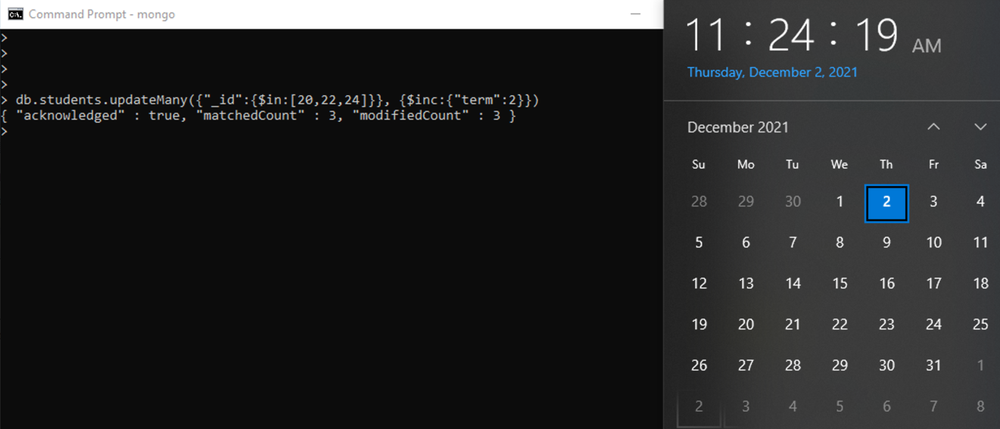 Command Prompt - mongo
>
>
>
>
> db.students.updateMany({"_id":{$in:[20,22,24]}}, {$inc:{"term":2}})
{ "acknowledged" : true, "matchedCount" : 3, "modifiedCount" : 3 }
>
11 : 24 : 19 AM
Thursday, December 2, 2021
December 2021
Su Mo Tu We Th Fr Sa
28 29 30 1 2 3 4
5 6 7 8 9 10 11
12 13 14 15 16 17 18
19 20 21 22 23 24 25
26 27 28 29 30 31 1
2 3 4 5 6 7 8